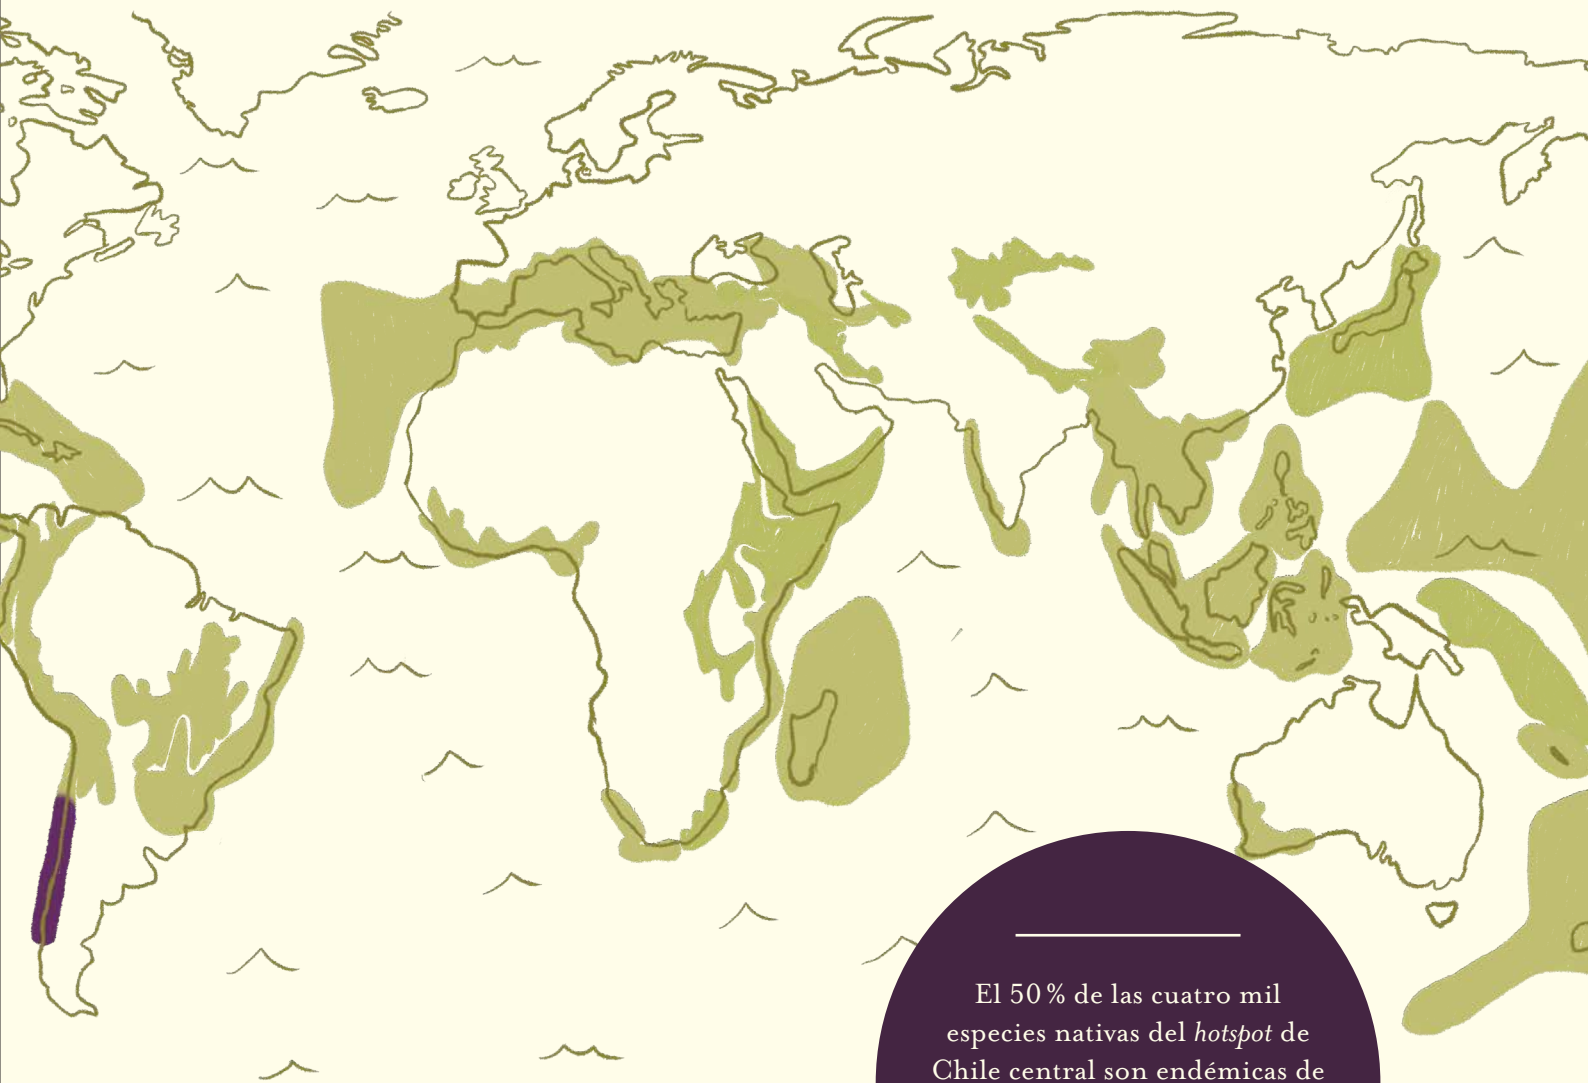 El 50 % de las cuatro mil
especies nativas del hotspot de
Chile central son endémicas de